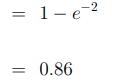 = 1 − e⁻²
= 0.86